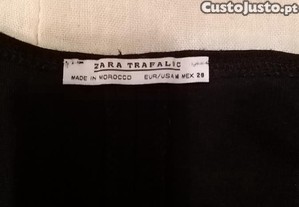 CustoJusto.pt
ZARA TRAFALUC
MADE IN MOROCCO EUR/USA M MEX 28